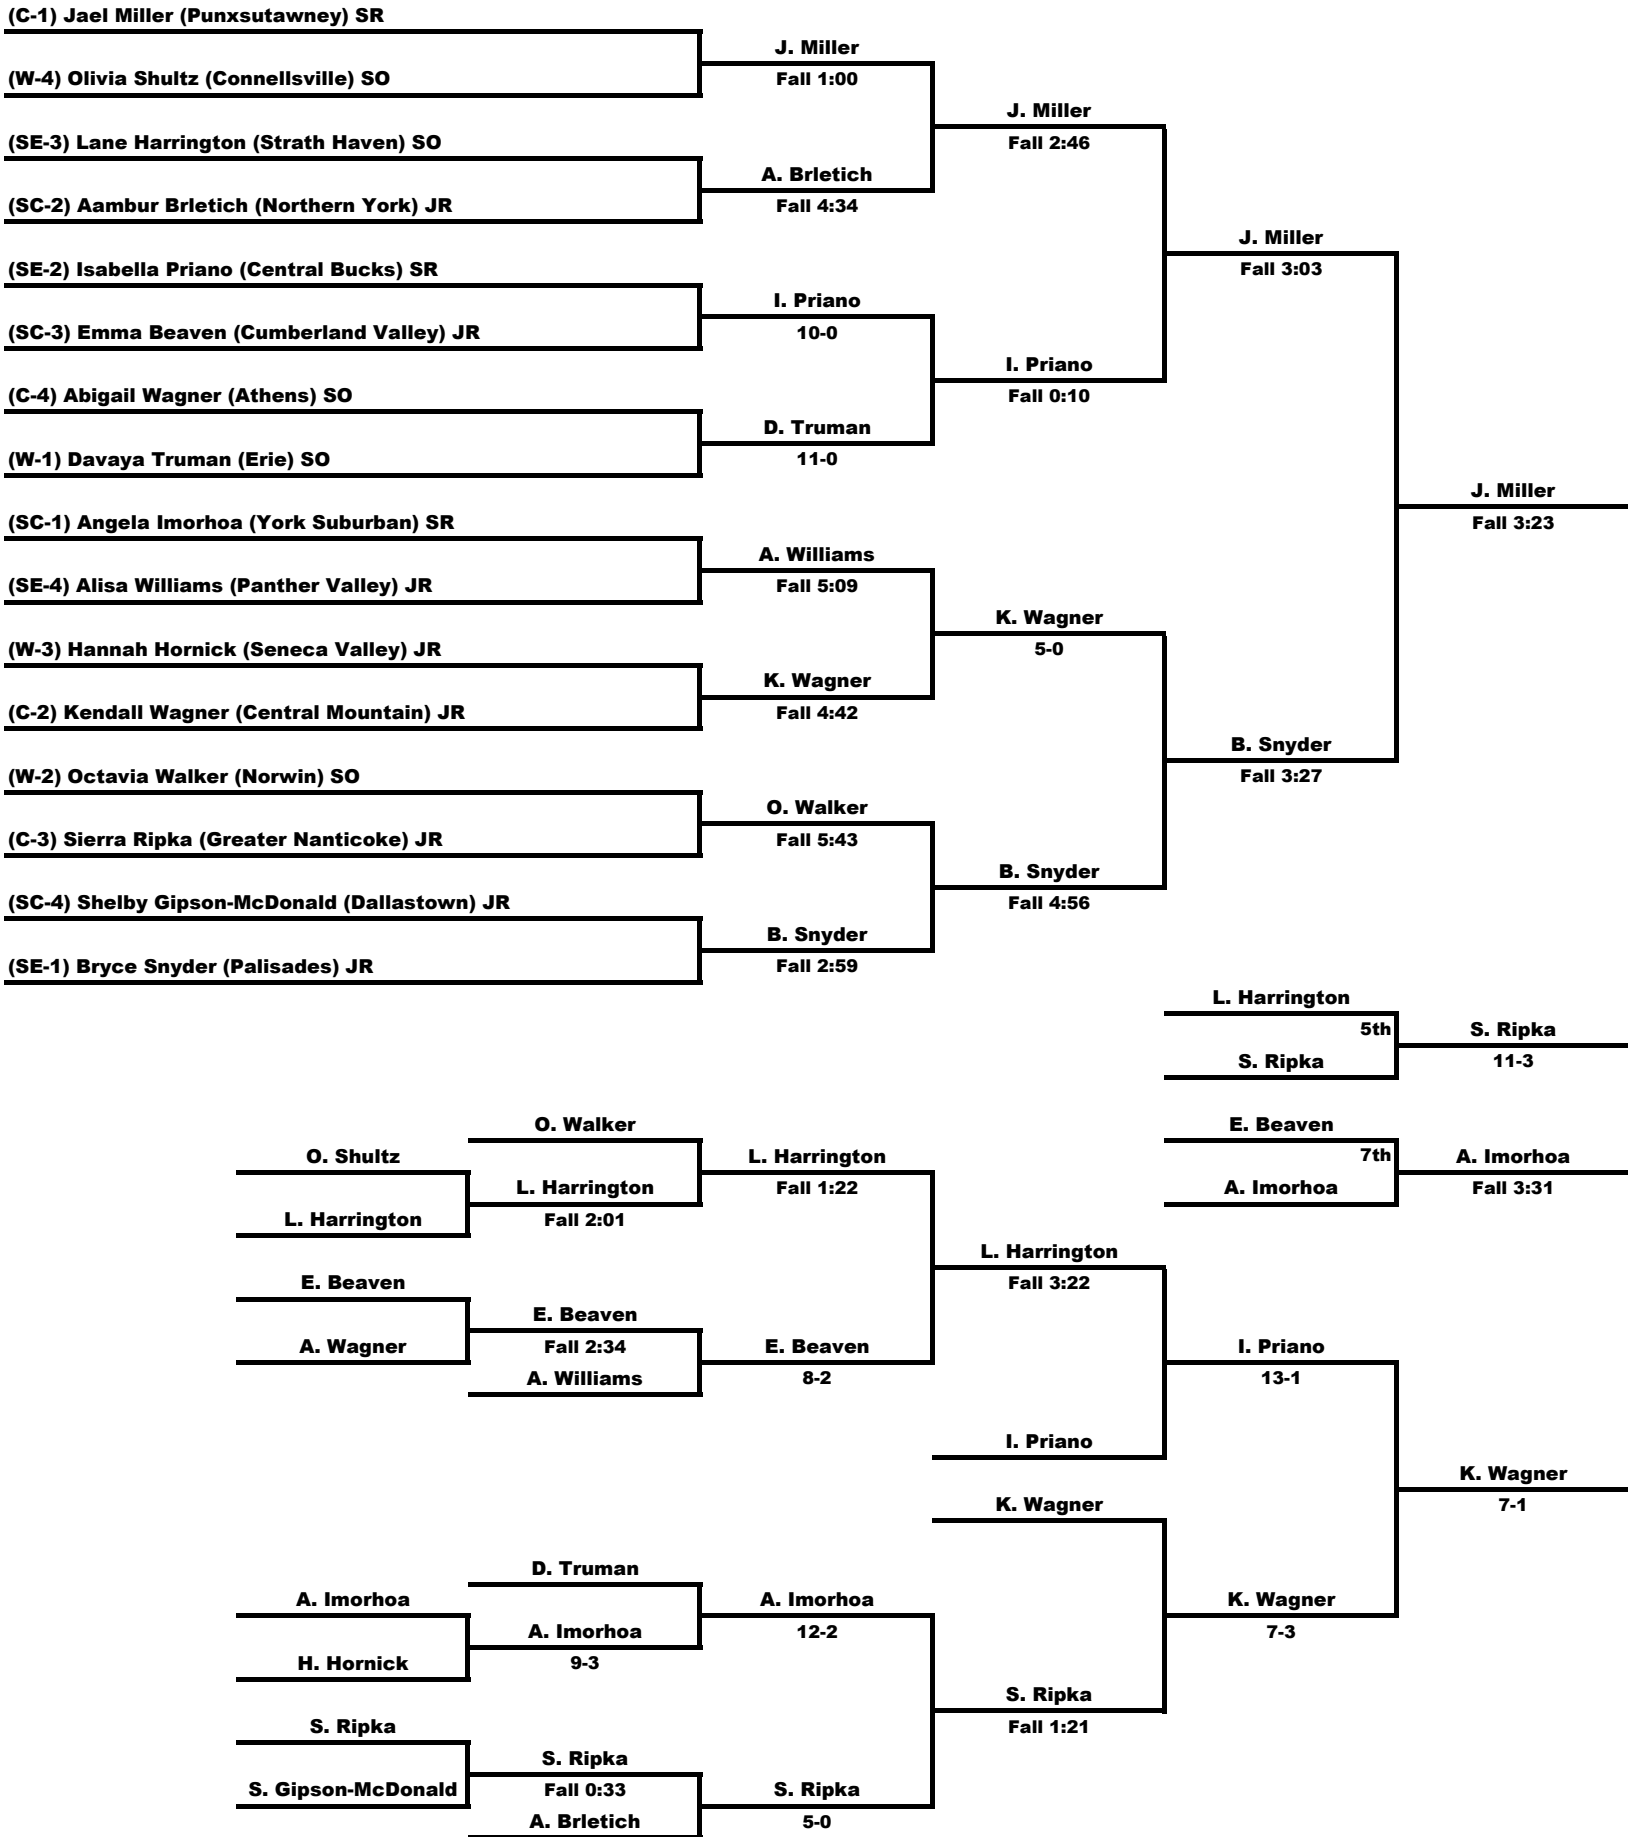 (C-1) Jael Miller (Punxsutawney) SR
J. Miller
(W-4) Olivia Shultz (Connellsville) SO
Fall 1:00
J. Miller
(SE-3) Lane Harrington (Strath Haven) SO
Fall 2:46
A. Brletich
(SC-2) Aambur Brletich (Northern York) JR
Fall 4:34
J. Miller
(SE-2) Isabella Priano (Central Bucks) SR
Fall 3:03
I. Priano
(SC-3) Emma Beaven (Cumberland Valley) JR
10-0
I. Priano
(C-4) Abigail Wagner (Athens) SO
Fall 0:10
D. Truman
(W-1) Davaya Truman (Erie) SO
11-0
J. Miller
(SC-1) Angela Imorhoa (York Suburban) SR
Fall 3:23
A. Williams
(SE-4) Alisa Williams (Panther Valley) JR
Fall 5:09
K. Wagner
(W-3) Hannah Hornick (Seneca Valley) JR
5-0
K. Wagner
(C-2) Kendall Wagner (Central Mountain) JR
Fall 4:42
B. Snyder
(W-2) Octavia Walker (Norwin) SO
Fall 3:27
O. Walker
(C-3) Sierra Ripka (Greater Nanticoke) JR
Fall 5:43
B. Snyder
(SC-4) Shelby Gipson-McDonald (Dallastown) JR
Fall 4:56
B. Snyder
(SE-1) Bryce Snyder (Palisades) JR
Fall 2:59
L. Harrington
5th
S. Ripka
S. Ripka
11-3
O. Walker
E. Beaven
O. Shultz
L. Harrington
7th
A. Imorhoa
L. Harrington
Fall 1:22
A. Imorhoa
Fall 3:31
L. Harrington
Fall 2:01
L. Harrington
E. Beaven
Fall 3:22
E. Beaven
A. Wagner
Fall 2:34
E. Beaven
I. Priano
A. Williams
8-2
13-1
I. Priano
K. Wagner
K. Wagner
7-1
D. Truman
A. Imorhoa
A. Imorhoa
K. Wagner
A. Imorhoa
12-2
7-3
H. Hornick
9-3
S. Ripka
S. Ripka
Fall 1:21
S. Ripka
S. Gipson-McDonald
Fall 0:33
S. Ripka
A. Brletich
5-0